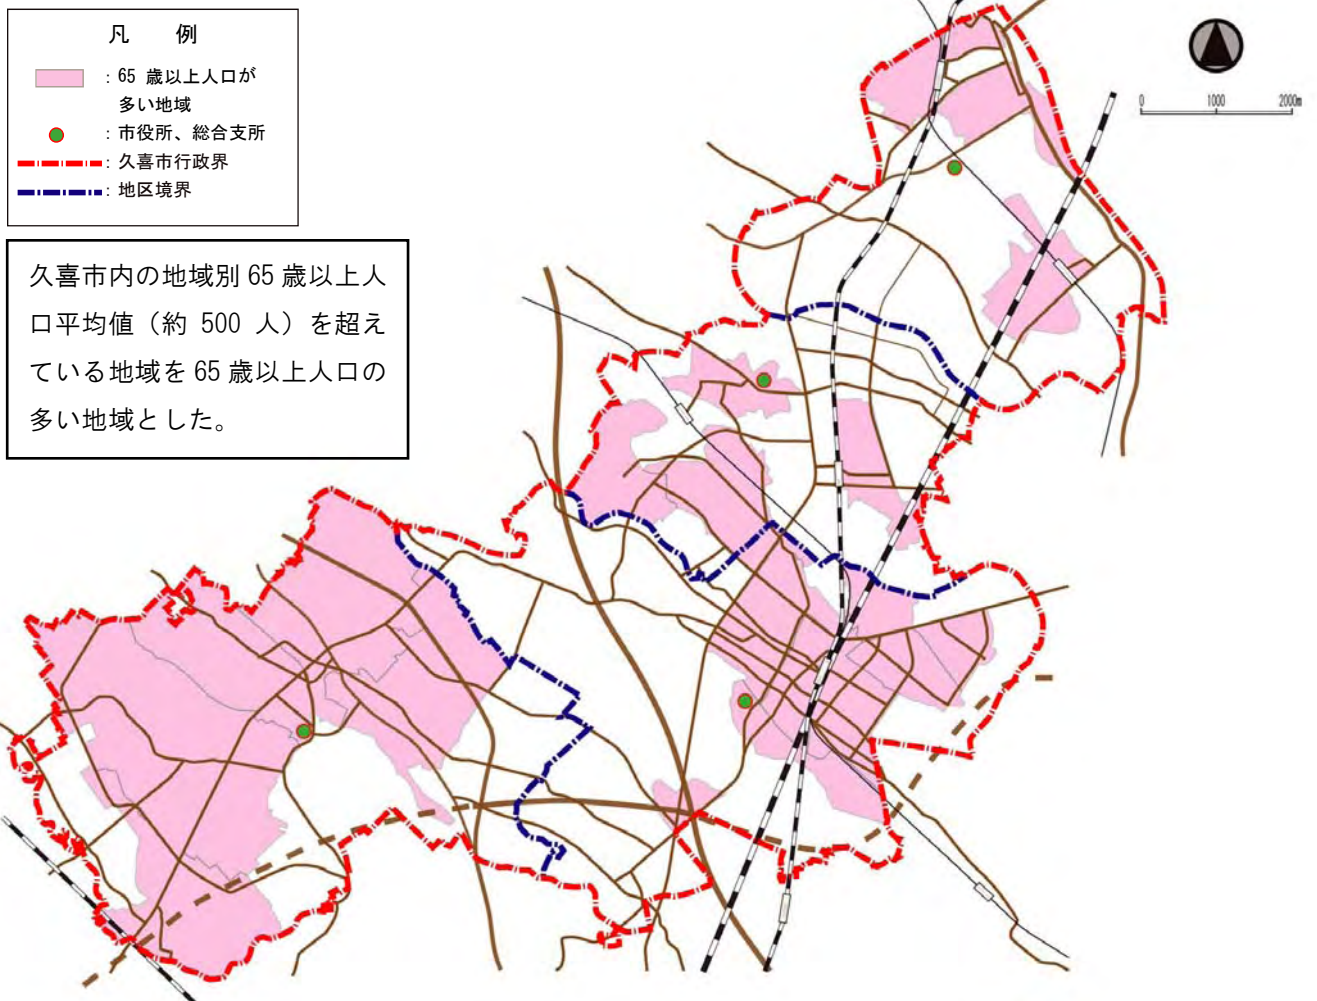 凡　例
：65 歳以上人口が
多い地域
：市役所、総合支所
：久喜市行政界
：地区境界
久喜市内の地域別 65 歳以上人
口平均値（約 500 人）を超え
ている地域を 65 歳以上人口の
多い地域とした。
0 1000 2000m